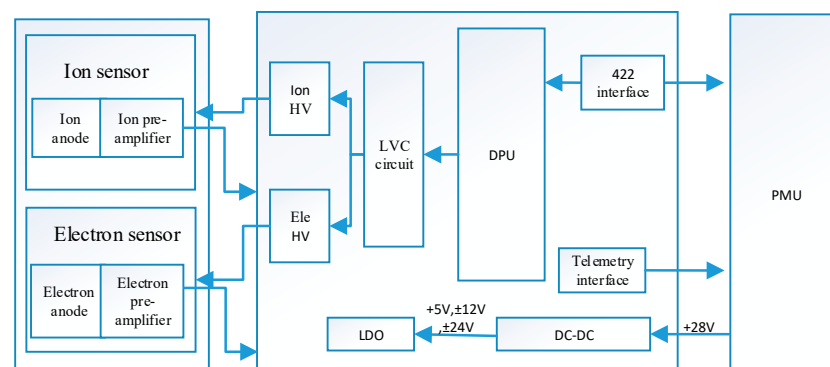 Ion sensor
Ion
anode
Ion pre-
amplifier
Electron sensor
Electron
anode
Electron
pre-
amplifier
Ion
HV
Ele
HV
LVC
circuit
DPU
422
interface
Telemetry
interface
PMU
+5V,±12V
,±24V
LDO
DC-DC
+28V